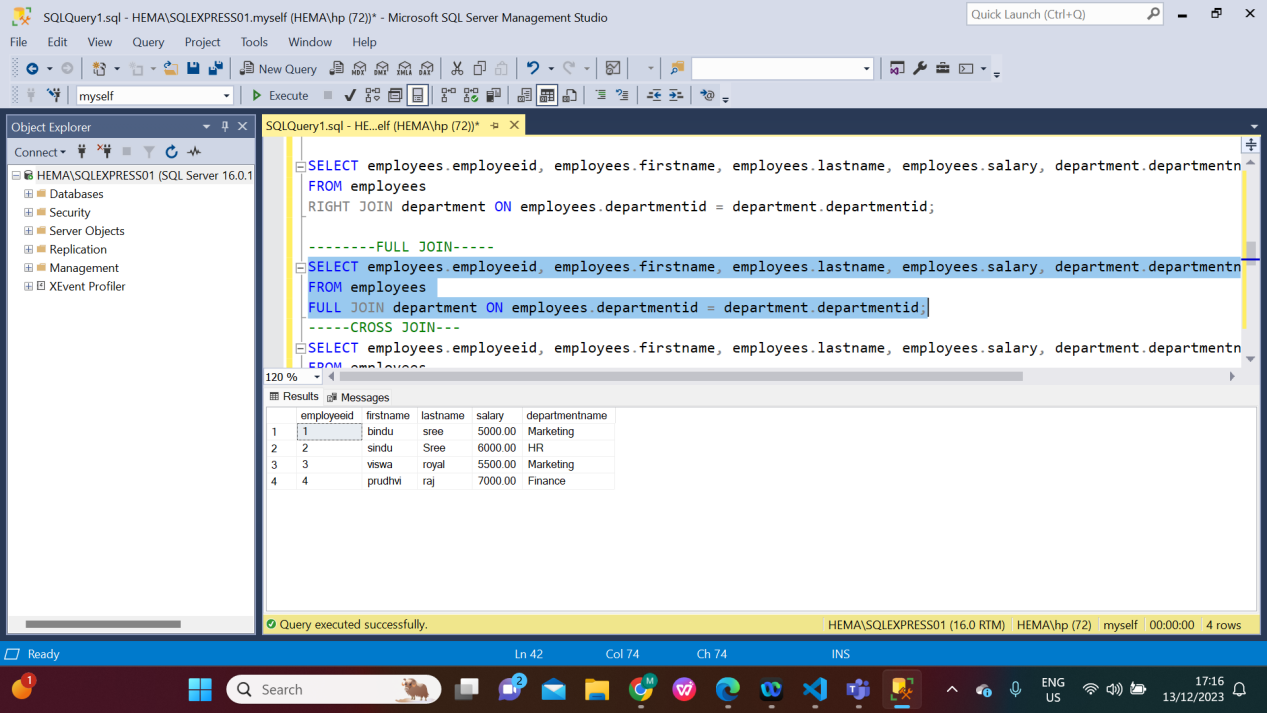 SQLQuery1.sql - HEMA\SQLEXPRESS01.myself (HEMA\hp (72))* - Microsoft SQL Server Management Studio
Quick Launch (Ctrl+Q)
File Edit View Query Project Tools Window Help
New Query MDX DMX XMLA DAX
myself Execute
Object Explorer
Connect
HEMA\SQLEXPRESS01 (SQL Server 16.0.1
Databases
Security
Server Objects
Replication
Management
XEvent Profiler
SQLQuery1.sql - HE...elf (HEMA\hp (72))*
SELECT employees.employeeid, employees.firstname, employees.lastname, employees.salary, department.departmentn
FROM employees
RIGHT JOIN department ON employees.departmentid = department.departmentid;
--------FULL JOIN-----
SELECT employees.employeeid, employees.firstname, employees.lastname, employees.salary, department.departmentn
FROM employees
FULL JOIN department ON employees.departmentid = department.departmentid;
-----CROSS JOIN---
SELECT employees.employeeid, employees.firstname, employees.lastname, employees.salary, department.departmentn
FROM employees
120 %
Results Messages
employeeid firstname lastname salary departmentname
1 1 bindu sree 5000.00 Marketing
2 2 sindu Sree 6000.00 HR
3 3 viswa royal 5500.00 Marketing
4 4 prudhvi raj 7000.00 Finance
Query executed successfully. HEMA\SQLEXPRESS01 (16.0 RTM) HEMA\hp (72) myself 00:00:00 4 rows
Ready Ln 42 Col 74 Ch 74 INS
1 Search 2 M ENG 17:16
US 13/12/2023